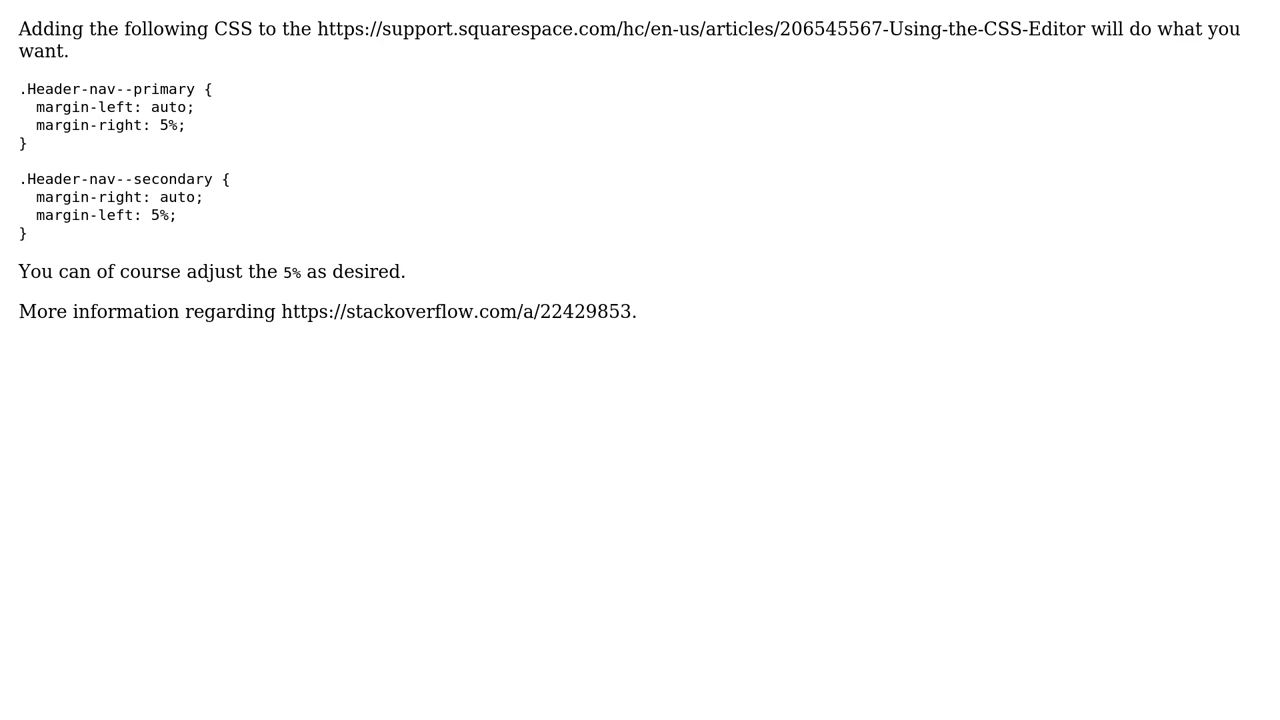 Adding the following CSS to the https://support.squarespace.com/hc/en-us/articles/206545567-Using-the-CSS-Editor will do what you
want.
.Header-nav--primary {
  margin-left: auto;
  margin-right: 5%;
}
.Header-nav--secondary {
  margin-right: auto;
  margin-left: 5%;
}
You can of course adjust the 5% as desired.
More information regarding https://stackoverflow.com/a/22429853.